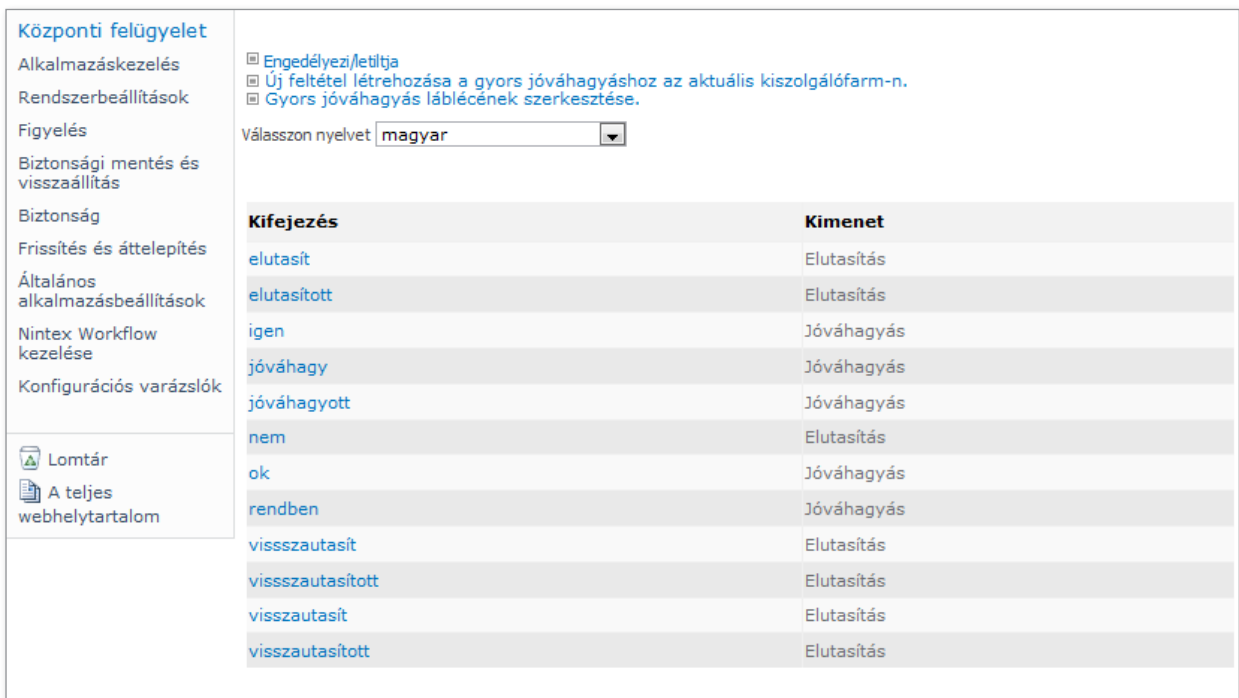 Központi felügyelet
Alkalmazáskezelés
Rendszerbeállítások
Figyelés
Biztonsági mentés és
visszaállítás
Biztonság
Frissítés és áttelepítés
Általános
alkalmazásbeállítások
Nintex Workflow
kezelése
Konfigurációs varázslók
Lomtár
A teljes
webhelytartalom
Engedélyezi/letiltja
Új feltétel létrehozása a gyors jóváhagyáshoz az aktuális kiszolgálófarm-n.
Gyors jóváhagyás láblécének szerkesztése.
Válasszon nyelvet magyar
Kifejezés Kimenet
elutasít Elutasítás
elutasított Elutasítás
igen Jóváhagyás
jóváhagy Jóváhagyás
jóváhagyott Jóváhagyás
nem Elutasítás
ok Jóváhagyás
rendben Jóváhagyás
vissszautasít Elutasítás
vissszautasított Elutasítás
visszautasít Elutasítás
visszautasított Elutasítás